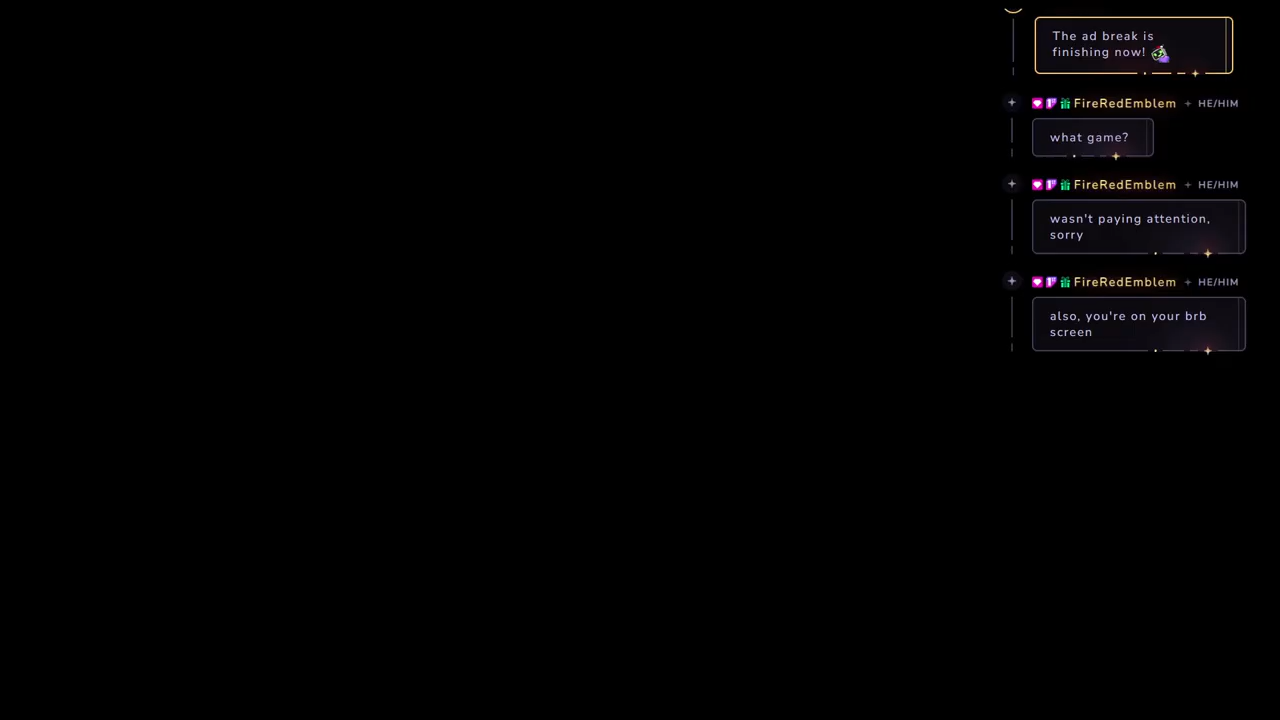 The ad break is
finishing now!
FireRedEmblem HE/HIM
what game?
FireRedEmblem HE/HIM
wasn't paying attention,
sorry
FireRedEmblem HE/HIM
also, you're on your brb
screen